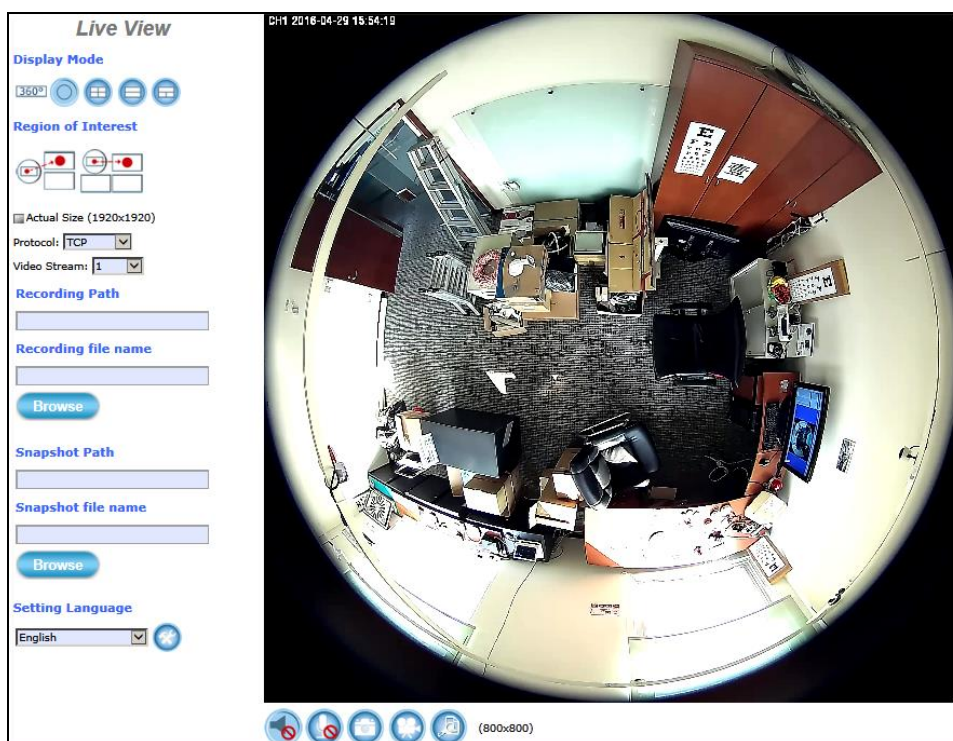 Live View
CH1 2016-04-29 15:54:19
Display Mode
360°
Region of Interest
Actual Size (1920x1920)
Protocol: TCP
Video Stream: 1
Recording Path
Recording file name
Browse
Snapshot Path
Snapshot file name
Browse
Setting Language
English
(800x800)